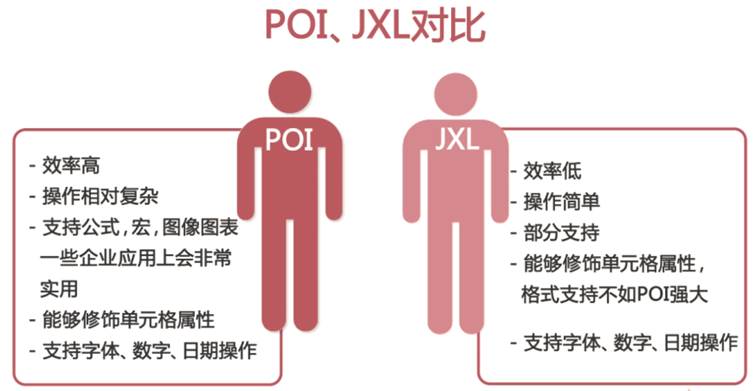 POI、JXL对比
POI
- 效率高
- 操作相对复杂
- 支持公式，宏，图像图表
一些企业应用上会非常
实用
- 能够修饰单元格属性
- 支持字体、数字、日期操作
JXL
- 效率低
- 操作简单
- 部分支持
- 能够修饰单元格属性，
格式支持不如POI强大
- 支持字体、数字、日期操作